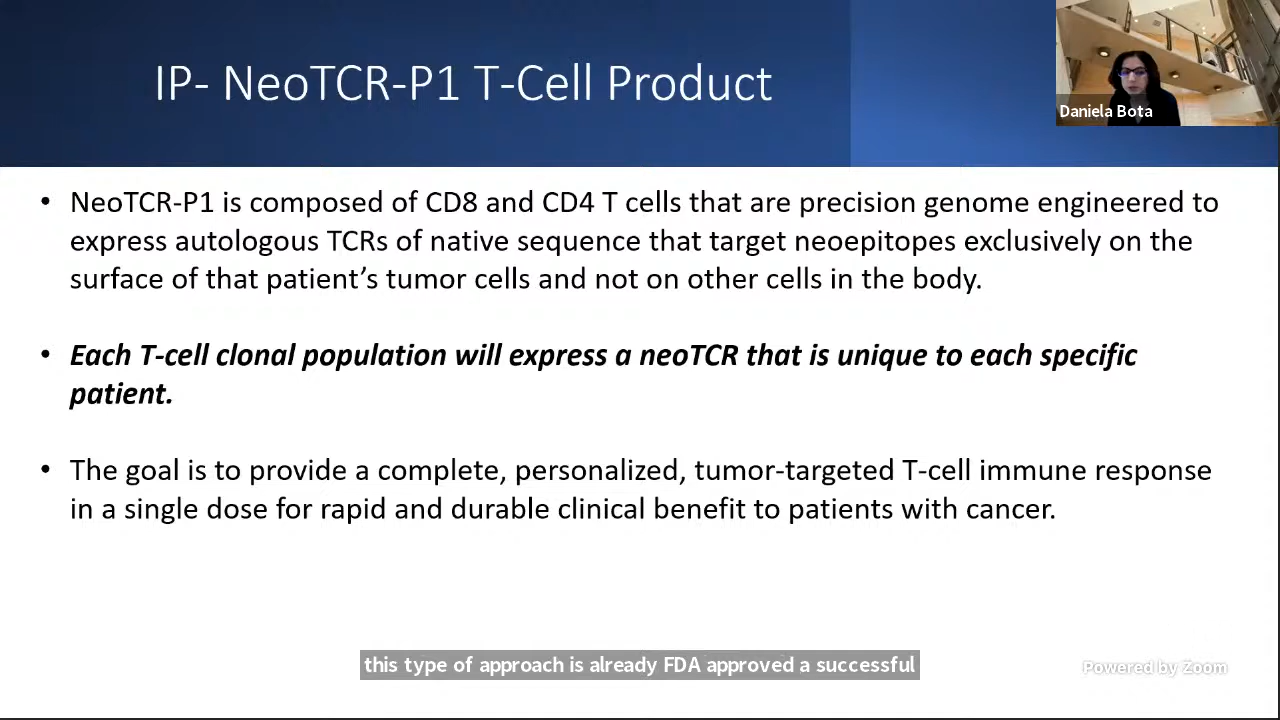 IP- NeoTCR-P1 T-Cell Product
Daniela Bota
• NeoTCR-P1 is composed of CD8 and CD4 T cells that are precision genome engineered to
express autologous TCRs of native sequence that target neoepitopes exclusively on the
surface of that patient’s tumor cells and not on other cells in the body.
• Each T-cell clonal population will express a neoTCR that is unique to each specific
patient.
• The goal is to provide a complete, personalized, tumor-targeted T-cell immune response
in a single dose for rapid and durable clinical benefit to patients with cancer.
this type of approach is already FDA approved a successful
Powered by Zoom